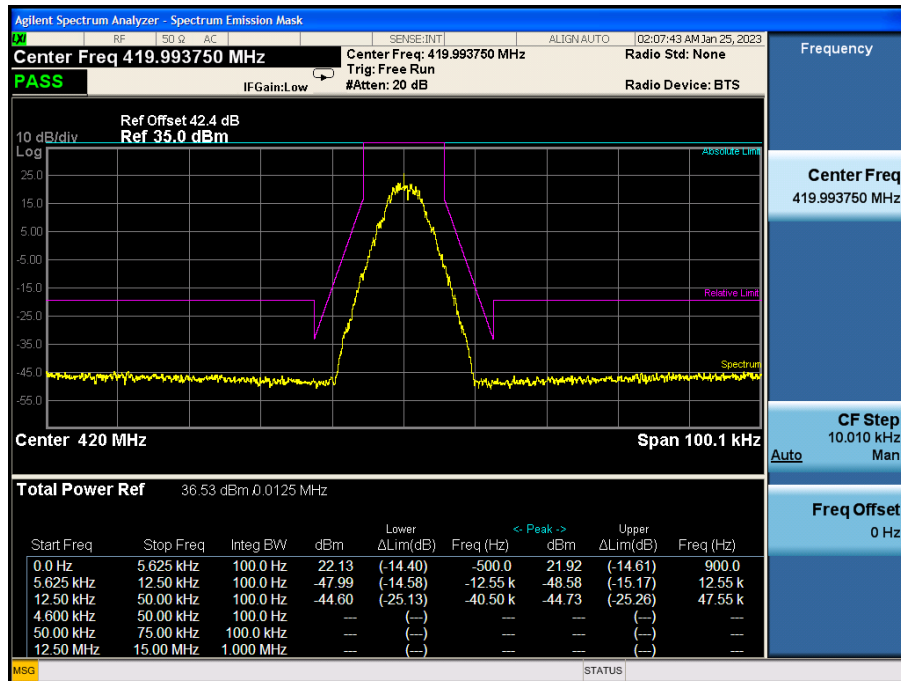 Agilent Spectrum Analyzer - Spectrum Emission Mask
LXI RF 50 Ω AC SENSE:INT ALIGN AUTO 02:07:43 AM Jan 25, 2023
Center Freq 419.993750 MHz
Center Freq: 419.993750 MHz Radio Std: None
Trig: Free Run
PASS IFGain:Low #Atten: 20 dB Radio Device: BTS
Ref Offset 42.4 dB
10 dB/div Ref 35.0 dBm
Log
Absolute Limit
25.0
15.0
5.00
-5.00
-15.0
Reletive Limit
-25.0
-35.0
Spectrum
-45.0
-55.0
Center 420 MHz Span 100.1 kHz
Total Power Ref 36.53 dBm / 0.0125 MHz
Lower <- Peak -> Upper
Start Freq Stop Freq Integ BW dBm ΔLim(dB) Freq (Hz) dBm ΔLim(dB) Freq (Hz)
0.0 Hz 5.625 kHz 100.0 Hz 22.13 (-14.40) -500.0 21.92 (-14.61) 900.0
5.625 kHz 12.50 kHz 100.0 Hz -47.99 (-14.58) -12.55 k -48.58 (-15.17) 12.55 k
12.50 kHz 50.00 kHz 100.0 Hz -44.60 (-25.13) -40.50 k -44.73 (-25.26) 47.55 k
4.600 kHz 50.00 kHz 100.0 Hz --- (---) --- --- (---) ---
50.00 kHz 75.00 kHz 100.0 kHz --- (---) --- --- (---) ---
12.50 MHz 15.00 MHz 1.000 MHz --- (---) --- --- (---) ---
MSG STATUS
Frequency
Center Freq
419.993750 MHz
CF Step
10.010 kHz
Auto Man
Freq Offset
0 Hz